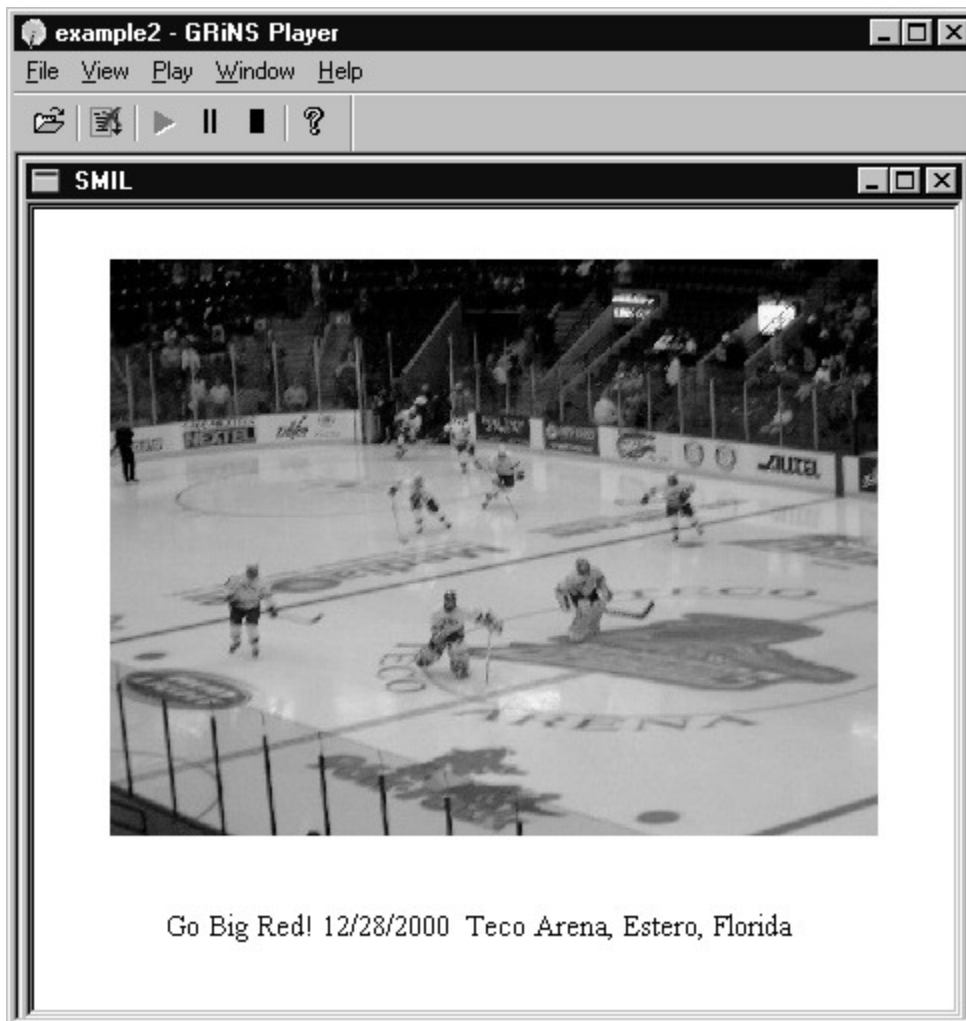 example2 - GRiNS Player
File View Play Window Help
SMIL
NEXTEL
ALLTEL
TECO
ARENA
Go Big Red! 12/28/2000 Teco Arena, Estero, Florida